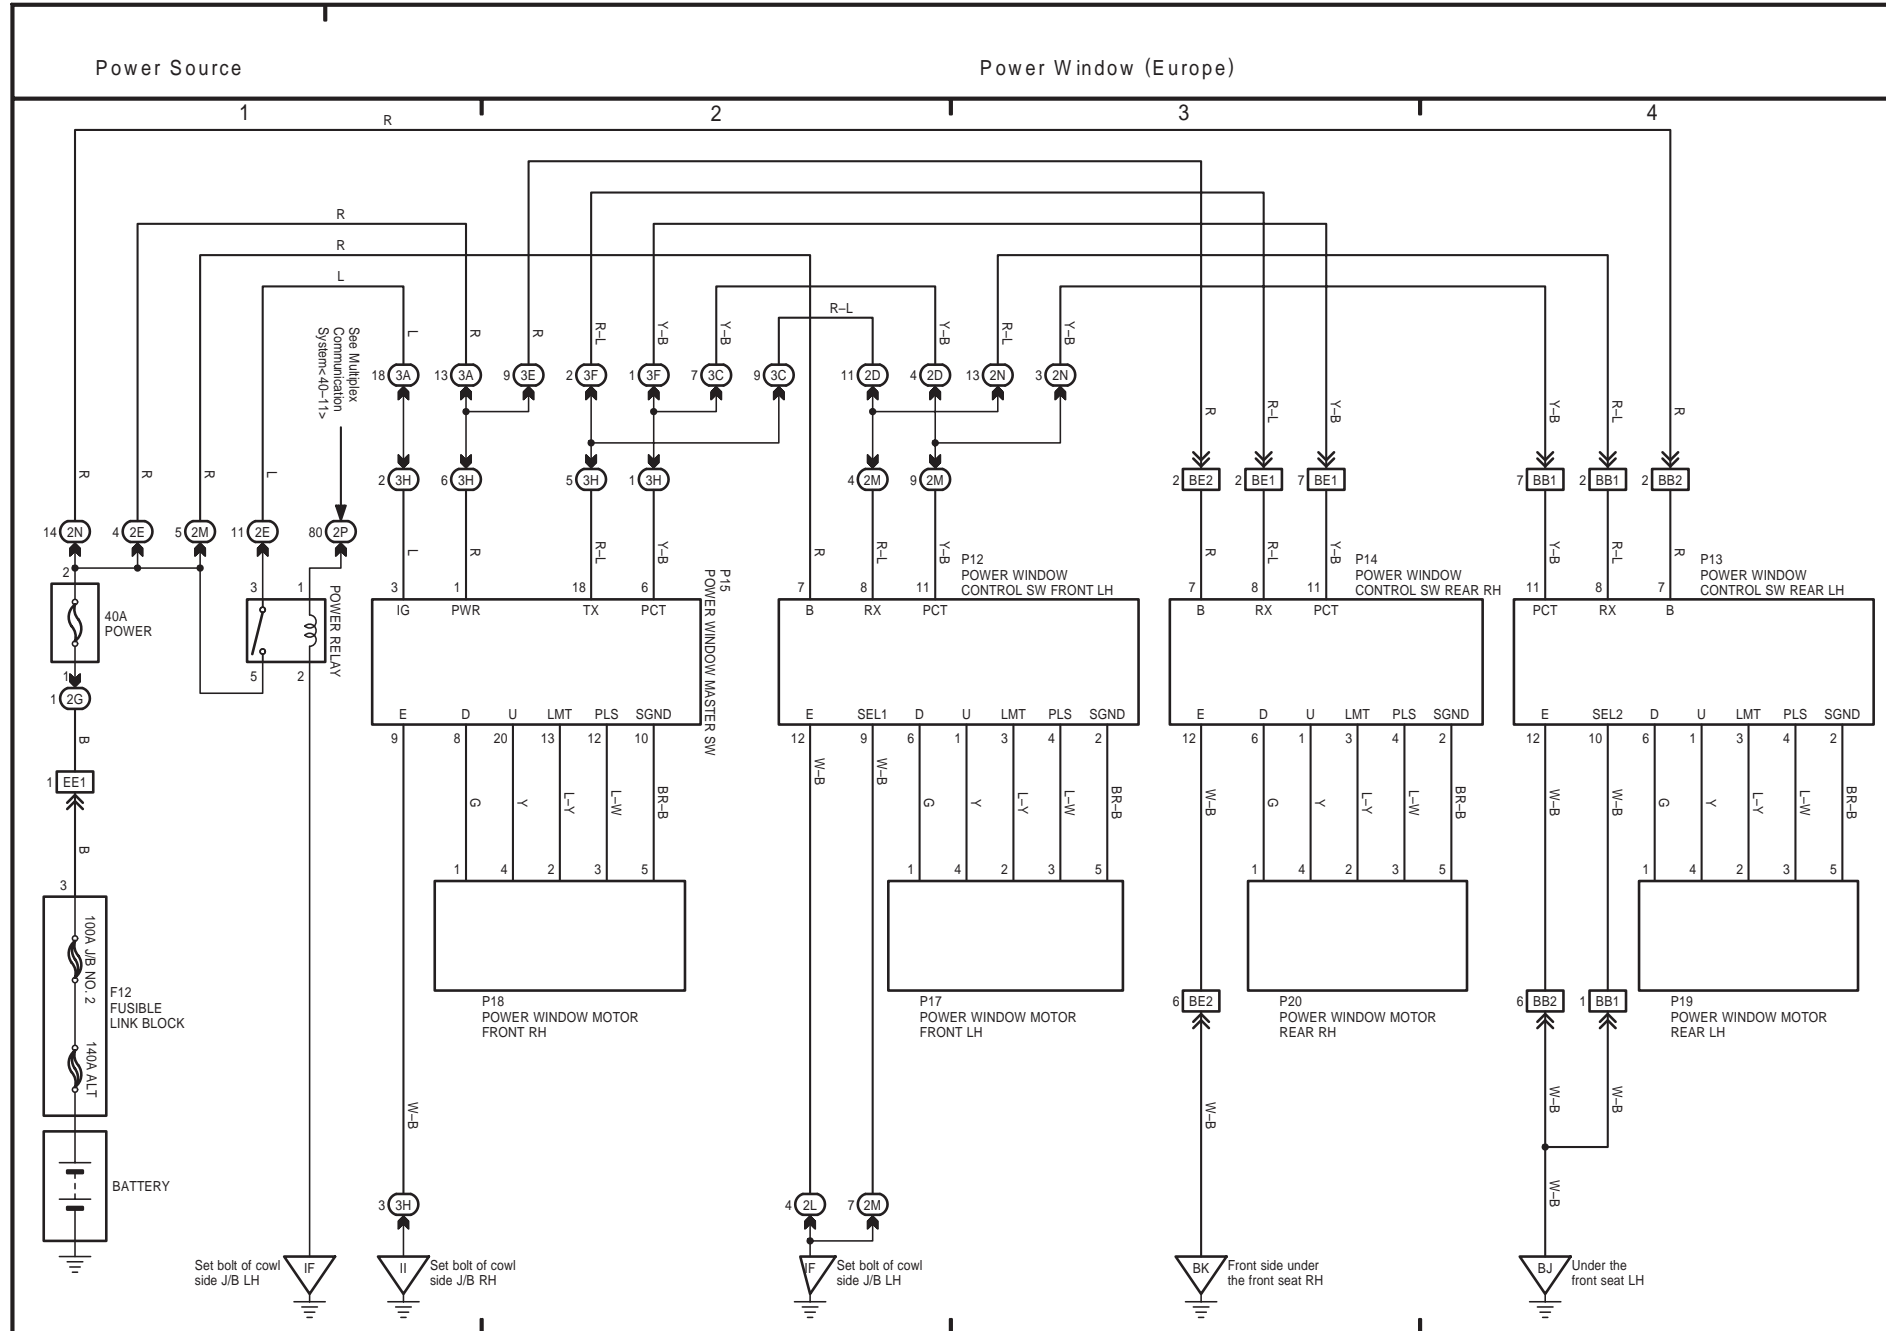 Power Source
Power Window (Europe)
1
2
3
4
R
R
R
L
R–L
L
R
R
R–L
Y–B
Y–B
Y–B
R–L
Y–B
See Multiplex
Communication
System<40–11>
18 3A
13 3A
9 3E
2 3F
1 3F
7 3C
9 3C
11 2D
4 2D
13 2N
3 2N
R
R–L
Y–B
Y–B
R–L
R
R
R
R
L
2 3H
6 3H
5 3H
1 3H
4 2M
9 2M
2 BE2
2 BE1
7 BE1
7 BB1
2 BB1
2 BB2
14 2N
4 2E
5 2M
11 2E
80 2P
L
R
R–L
Y–B
R
R–L
Y–B
R
R–L
Y–B
Y–B
R–L
R
P15
POWER WINDOW MASTER SW
P12
POWER WINDOW
CONTROL SW FRONT LH
P14
POWER WINDOW
CONTROL SW REAR RH
P13
POWER WINDOW
CONTROL SW REAR LH
2
3
1
3
1
18
6
7
8
11
7
8
11
11
8
7
IG
PWR
TX
PCT
B
RX
PCT
B
RX
PCT
PCT
RX
B
40A
POWER
POWER RELAY
1
5
2
1 2G
E
D
U
LMT
PLS
SGND
E
SEL1
D
U
LMT
PLS
SGND
E
D
U
LMT
PLS
SGND
E
SEL2
D
U
LMT
PLS
SGND
9
8
20
13
12
10
12
9
6
1
3
4
2
12
6
1
3
4
2
12
10
6
1
3
4
2
B
1 EE1
G
Y
L–Y
L–W
BR–B
W–B
W–B
G
Y
L–Y
L–W
BR–B
W–B
G
Y
L–Y
L–W
BR–B
W–B
W–B
G
Y
L–Y
L–W
BR–B
B
3
1
4
2
3
5
1
4
2
3
5
1
4
2
3
5
1
4
2
3
5
100A J/B NO. 2
140A ALT
F12
FUSIBLE
LINK BLOCK
P18
POWER WINDOW MOTOR
FRONT RH
P17
POWER WINDOW MOTOR
FRONT LH
6 BE2
P20
POWER WINDOW MOTOR
REAR RH
6 BB2
1 BB1
P19
POWER WINDOW MOTOR
REAR LH
W–B
W–B
W–B
W–B
BATTERY
W–B
3 3H
4 2L
7 2M
Set bolt of cowl
side J/B LH
IF
II
Set bolt of cowl
side J/B RH
IF
Set bolt of cowl
side J/B LH
BK
Front side under
the front seat RH
BJ
Under the
front seat LH